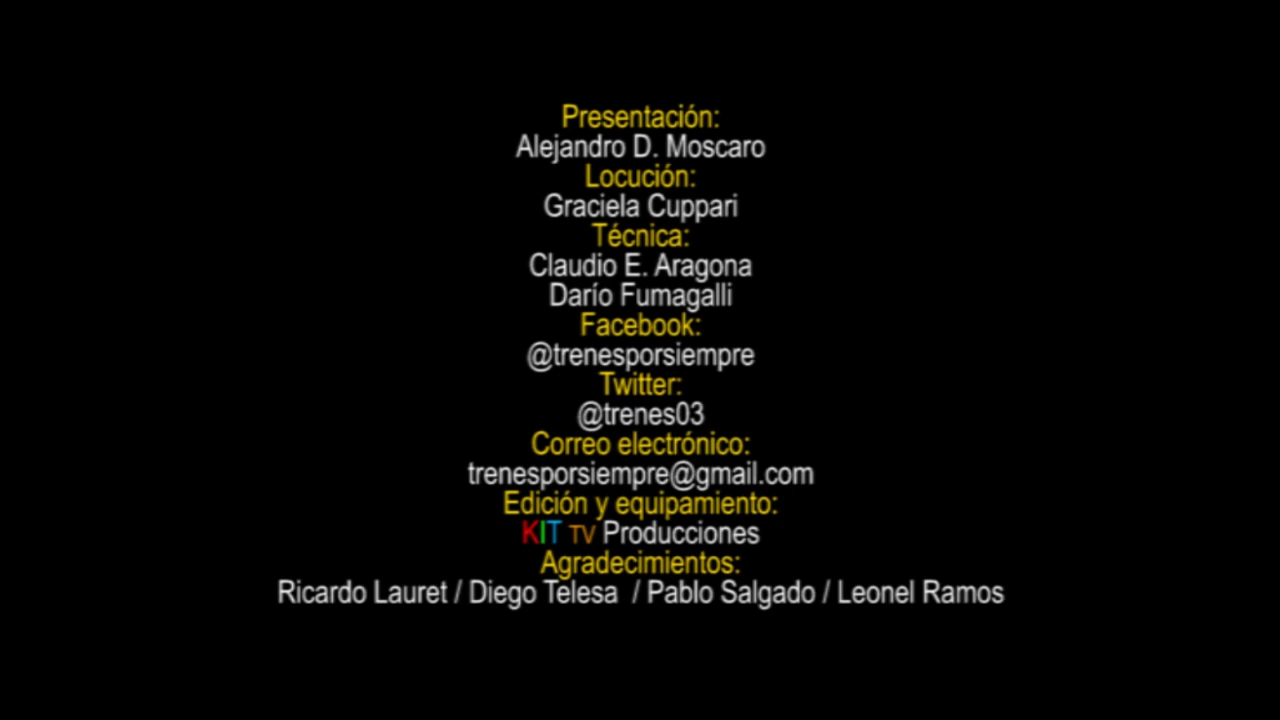 Presentación:
Alejandro D. Moscaro
Locución:
Graciela Cuppari
Técnica:
Claudio E. Aragona
Darío Fumagalli
Facebook:
@trenesporsiempre
Twitter:
@trenes03
Correo electrónico:
trenesporsiempre@gmail.com
Edición y equipamiento:
KIT TV Producciones
Agradecimientos:
Ricardo Lauret / Diego Telesa / Pablo Salgado / Leonel Ramos